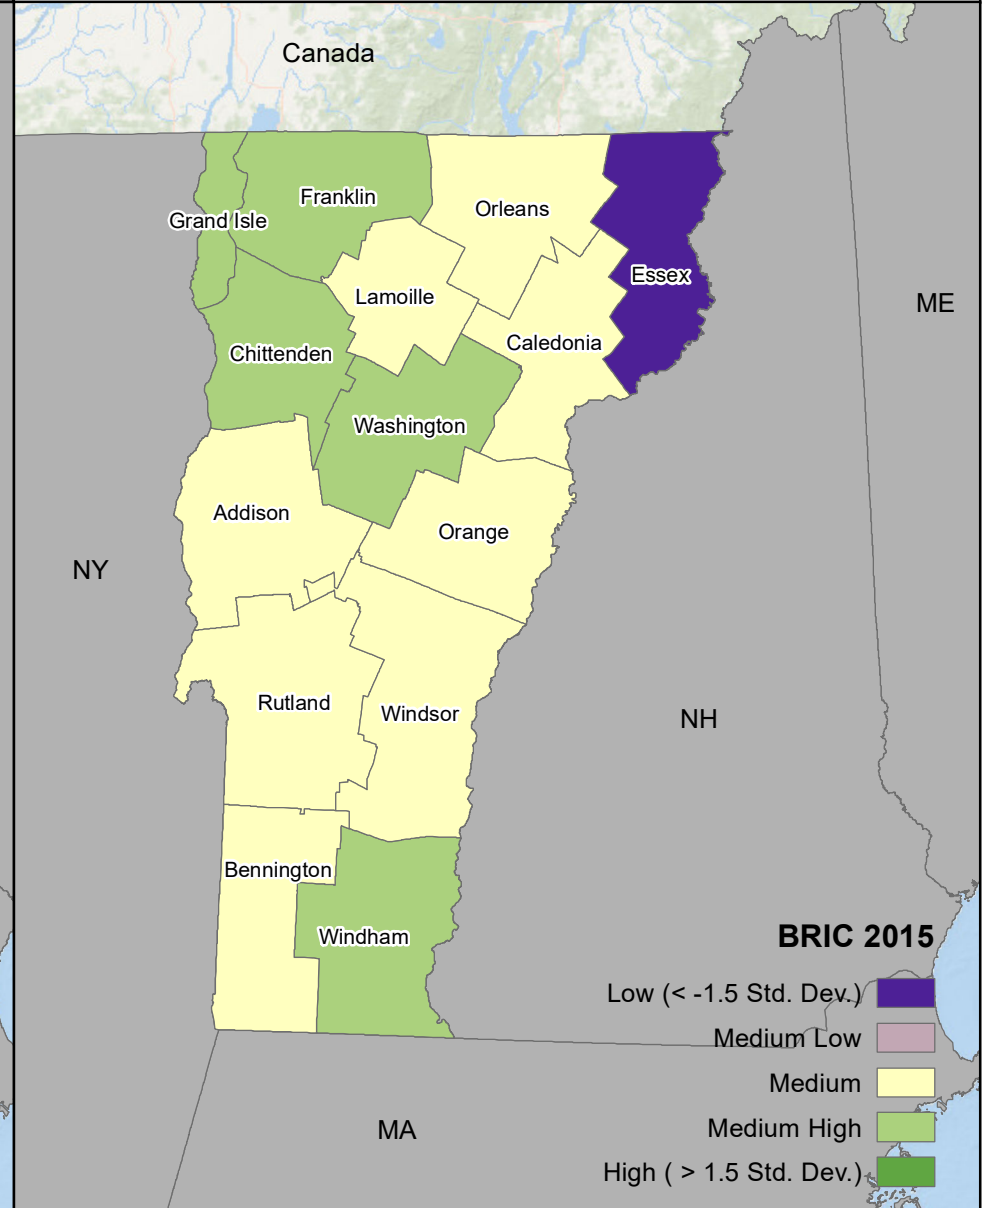 Canada
Franklin
Orleans
Grand Isle
Essex
Lamoille
ME
Caledonia
Chittenden
Washington
Addison
Orange
NY
Rutland
Windsor
NH
Bennington
Windham
BRIC 2015
Low (< -1.5 Std. Dev.)
Medium Low
Medium
MA
Medium High
High ( > 1.5 Std. Dev.)